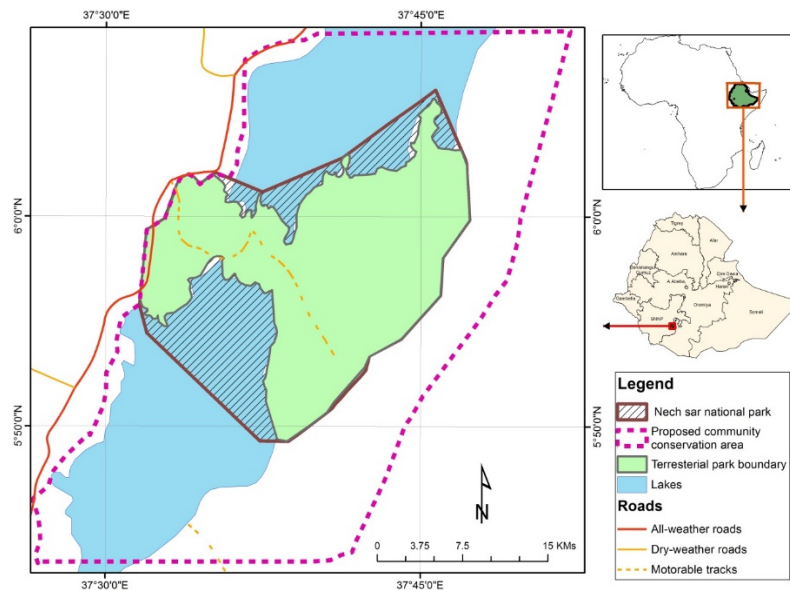 37°30'0"E
37°45'0"E
6°0'0"N
6°0'0"N
5°50'0"N
5°50'0"N
N
0 3.75 7.5 15 KMs
37°30'0"E
37°45'0"E
Tigray
Afar
Amhara
Dire Dawa
Harari
A.Ababa
Oromiya
Somali
SNNP
Legend
Nech sar national park
Proposed community
conservation area
Terresterial park boundary
Lakes
Roads
All-weather roads
Dry-weather roads
Motorable tracks